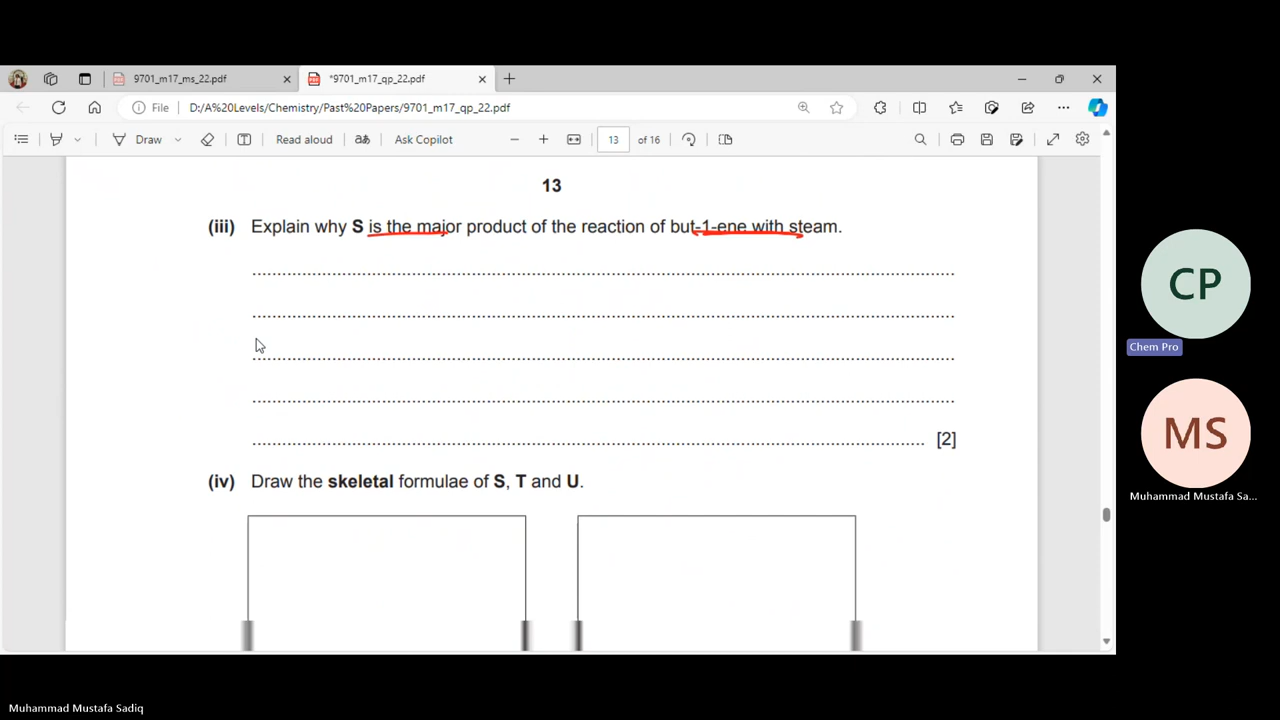 9701_m17_ms_22.pdf
*9701_m17_qp_22.pdf
File
D:/A%20Levels/Chemistry/Past%20Papers/9701_m17_qp_22.pdf
Draw
Read aloud
aあ
Ask Copilot
13
of 16
13
(iii) Explain why S is the major product of the reaction of but-1-ene with steam.
[2]
(iv) Draw the skeletal formulae of S, T and U.
CP
Chem Pro
MS
Muhammad Mustafa Sa...
Muhammad Mustafa Sadiq